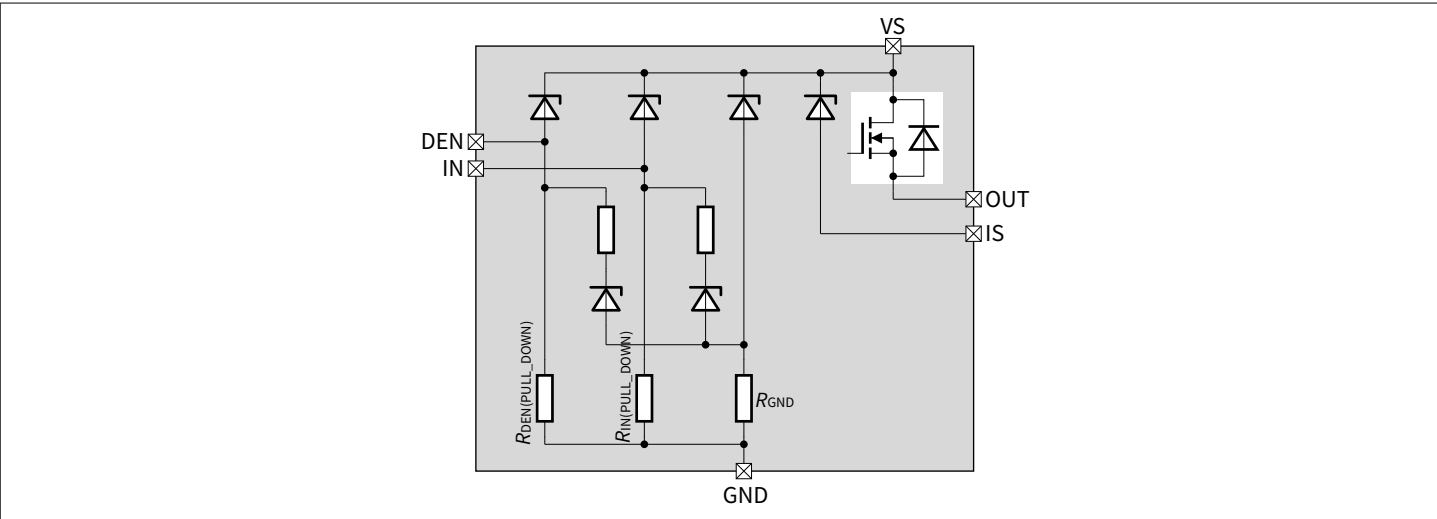 VS
DEN
IN
OUT
IS
RDEN(PULL_DOWN)
RIN(PULL_DOWN)
RGND
GND